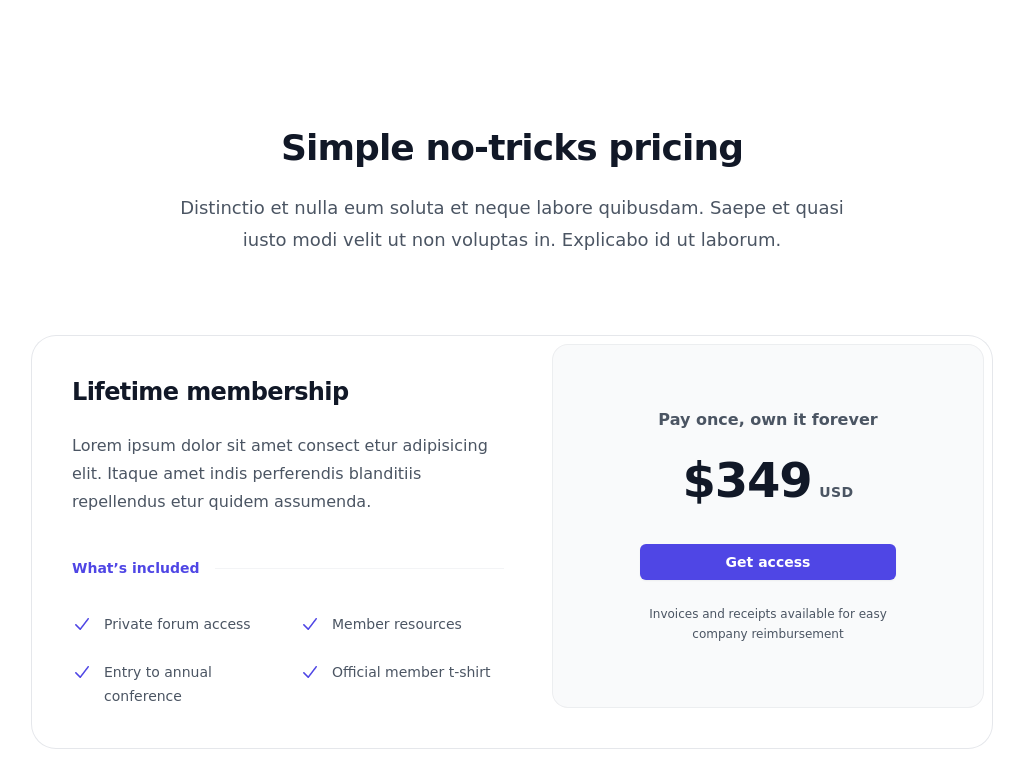 Simple no-tricks pricing
Distinctio et nulla eum soluta et neque labore quibusdam. Saepe et quasi
iusto modi velit ut non voluptas in. Explicabo id ut laborum.
Lifetime membership
Lorem ipsum dolor sit amet consect etur adipisicing
elit. Itaque amet indis perferendis blanditiis
repellendus etur quidem assumenda.
What’s included
Private forum access
Member resources
Entry to annual
conference
Official member t-shirt
Pay once, own it forever
$349 USD
Get access
Invoices and receipts available for easy
company reimbursement